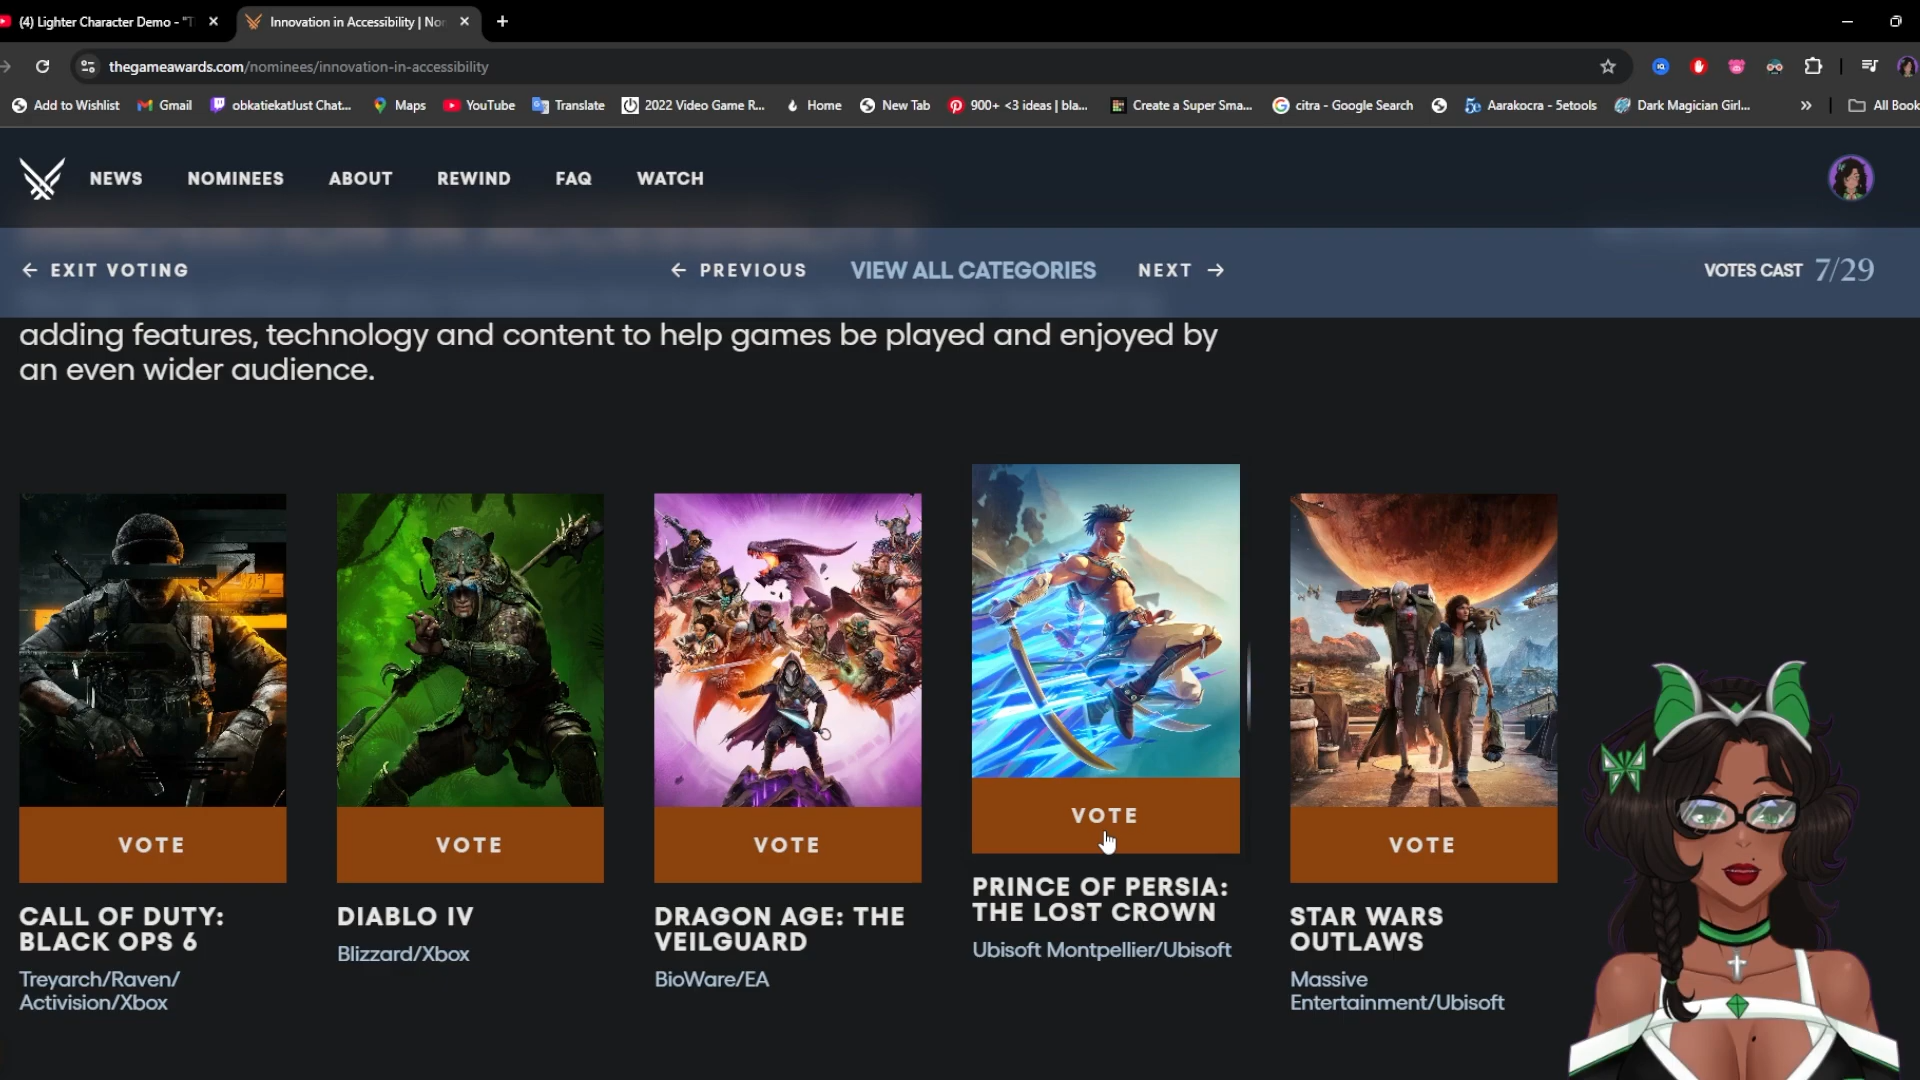 (4) Lighter Character Demo - "T
Innovation in Accessibility | Nor
thegameawards.com/nominees/innovation-in-accessibility
Add to Wishlist
Gmail
obkatiekatJust Chat...
Maps
YouTube
Translate
2022 Video Game R...
Home
New Tab
900+ <3 ideas | bla...
Create a Super Sma...
citra - Google Search
Aarakocra - 5etools
Dark Magician Girl...
»
All Book
NEWS
NOMINEES
ABOUT
REWIND
FAQ
WATCH
← EXIT VOTING
← PREVIOUS
VIEW ALL CATEGORIES
NEXT →
VOTES CAST 7/29
adding features, technology and content to help games be played and enjoyed by
an even wider audience.
VOTE
CALL OF DUTY:
BLACK OPS 6
Treyarch/Raven/
Activision/Xbox
VOTE
DIABLO IV
Blizzard/Xbox
VOTE
DRAGON AGE: THE
VEILGUARD
BioWare/EA
VOTE
PRINCE OF PERSIA:
THE LOST CROWN
Ubisoft Montpellier/Ubisoft
VOTE
STAR WARS
OUTLAWS
Massive
Entertainment/Ubisoft